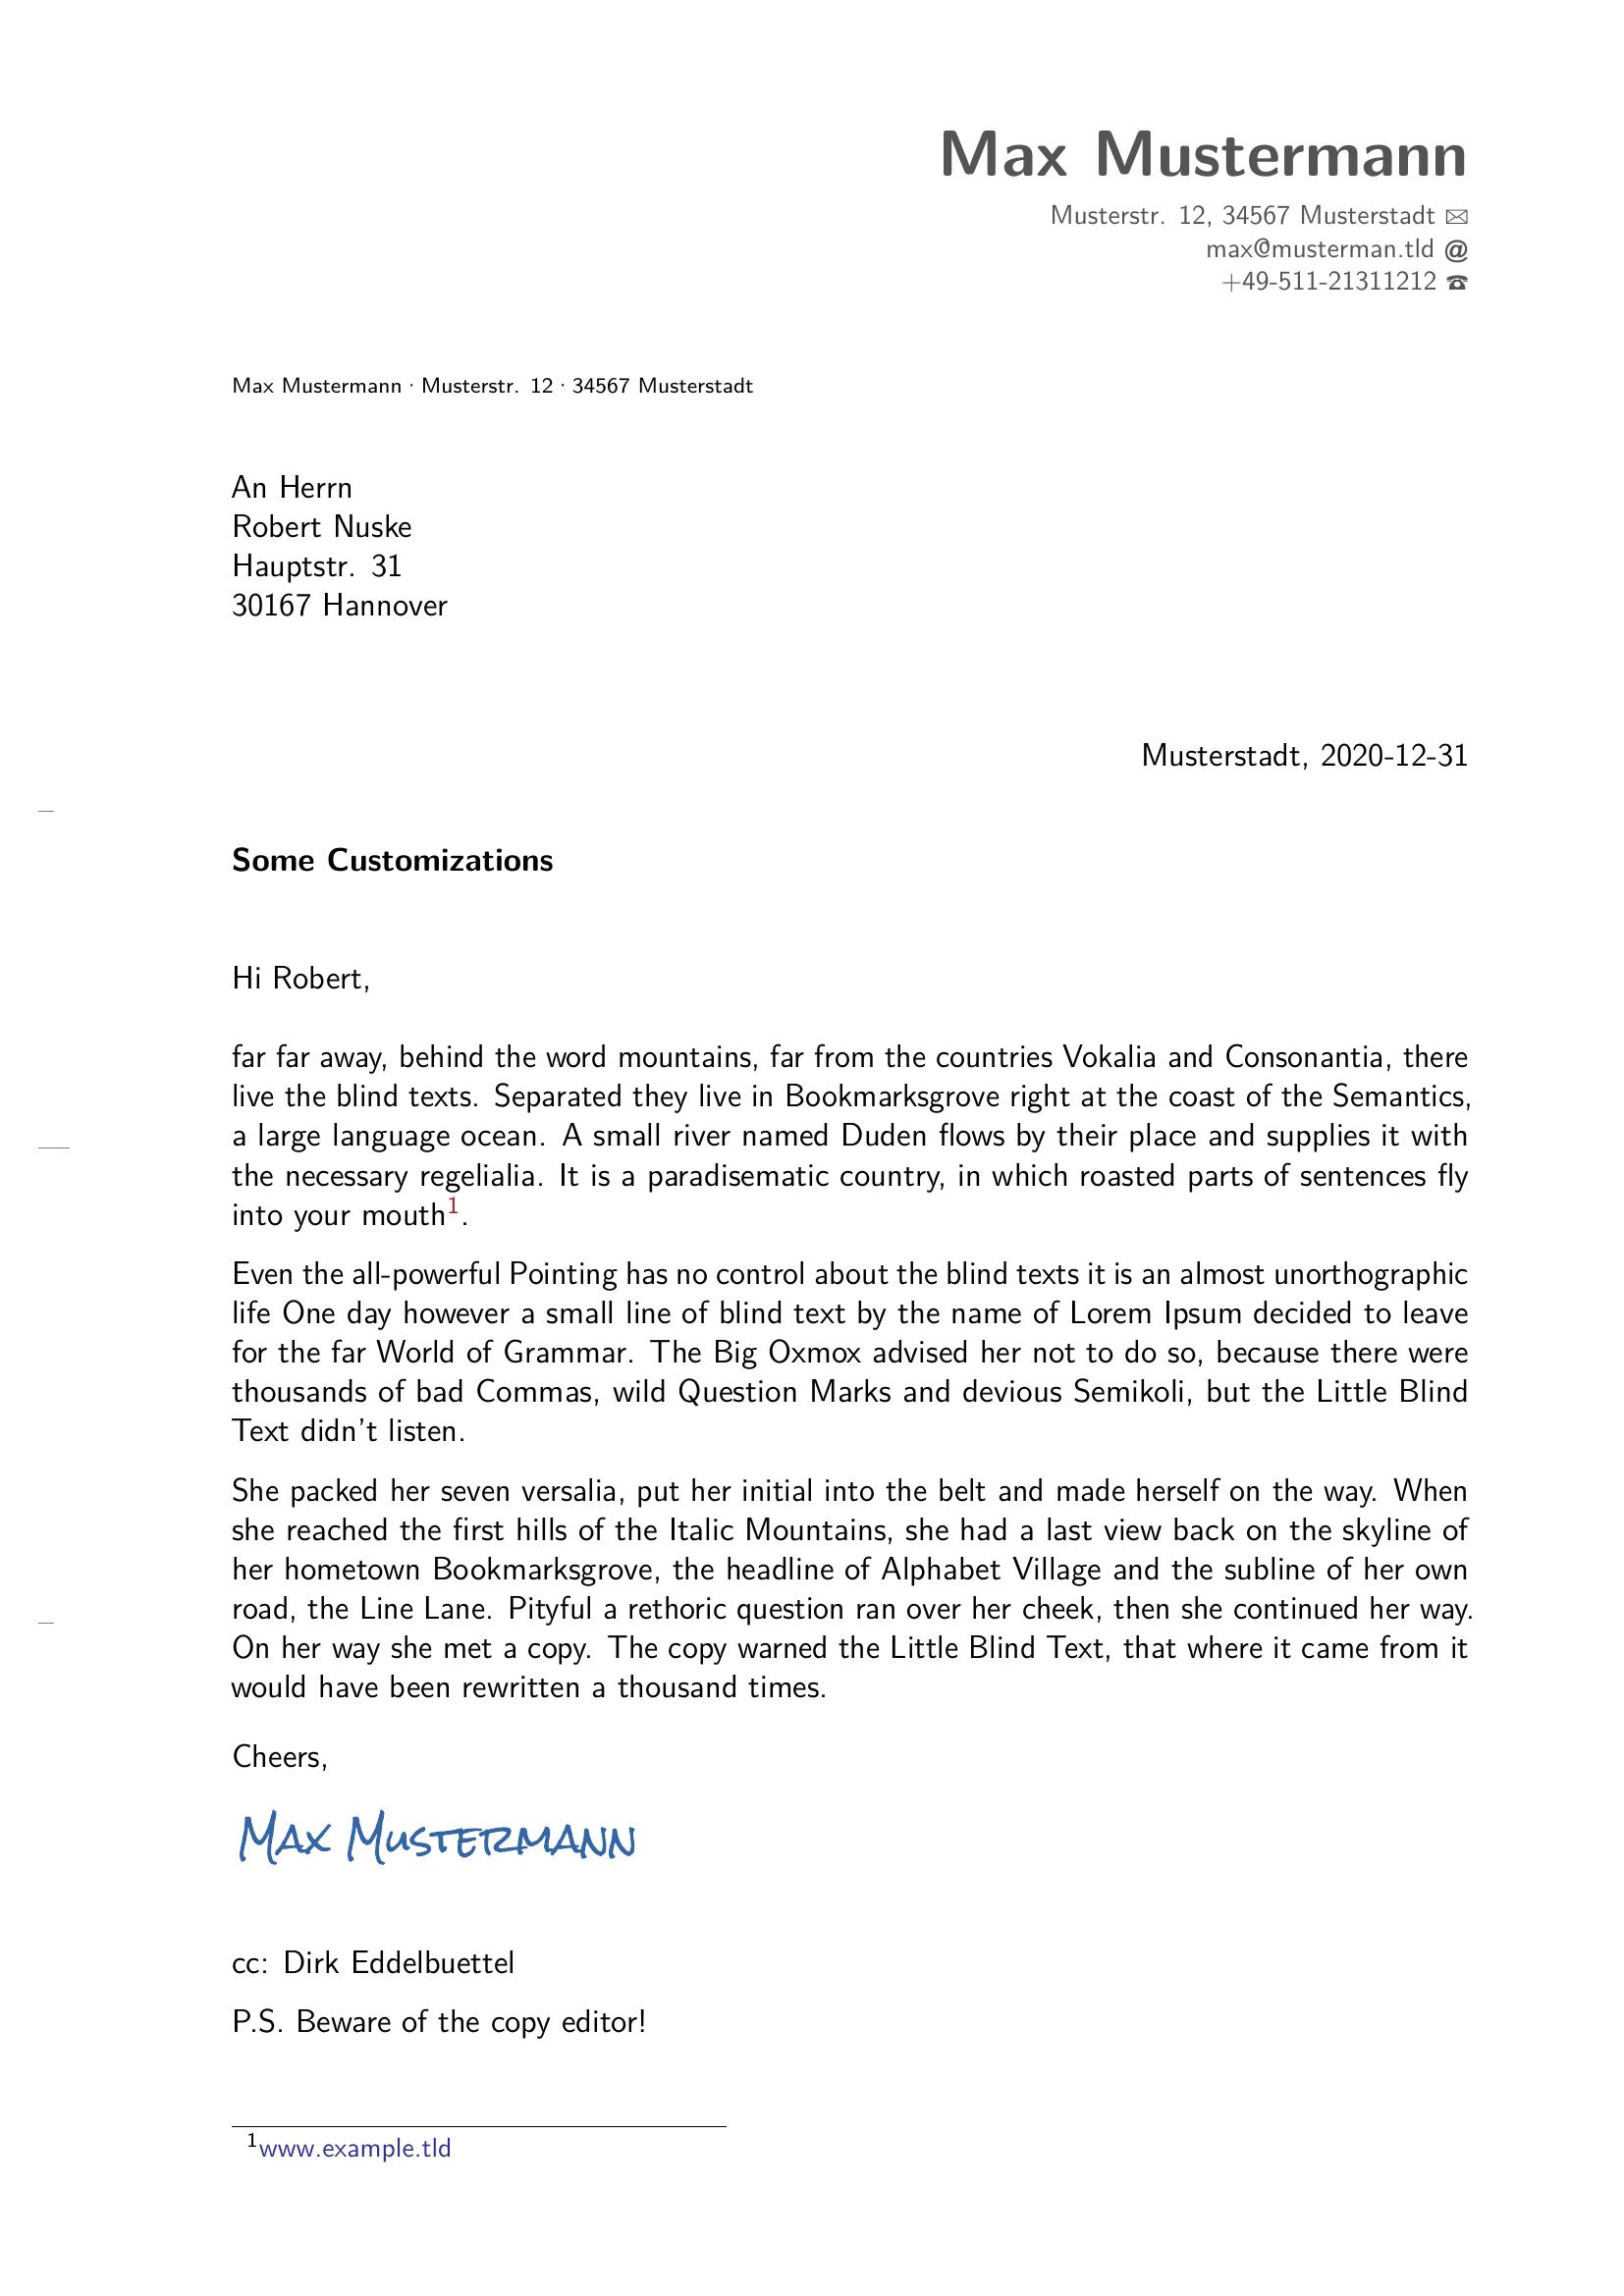 Max Mustermann
Musterstr. 12, 34567 Musterstadt ✉
max@musterman.tld @
+49-511-21311212 ☎
Max Mustermann · Musterstr. 12 · 34567 Musterstadt
An Herrn
Robert Nuske
Hauptstr. 31
30167 Hannover
Musterstadt, 2020-12-31
Some Customizations
Hi Robert,
far far away, behind the word mountains, far from the countries Vokalia and Consonantia, there
live the blind texts. Separated they live in Bookmarksgrove right at the coast of the Semantics,
a large language ocean. A small river named Duden flows by their place and supplies it with
the necessary regelialia. It is a paradisematic country, in which roasted parts of sentences fly
into your mouth1.
Even the all-powerful Pointing has no control about the blind texts it is an almost unorthographic
life One day however a small line of blind text by the name of Lorem Ipsum decided to leave
for the far World of Grammar. The Big Oxmox advised her not to do so, because there were
thousands of bad Commas, wild Question Marks and devious Semikoli, but the Little Blind
Text didn't listen.
She packed her seven versalia, put her initial into the belt and made herself on the way. When
she reached the first hills of the Italic Mountains, she had a last view back on the skyline of
her hometown Bookmarksgrove, the headline of Alphabet Village and the subline of her own
road, the Line Lane. Pityful a rethoric question ran over her cheek, then she continued her way.
On her way she met a copy. The copy warned the Little Blind Text, that where it came from it
would have been rewritten a thousand times.
Cheers,
Max Mustermann
cc: Dirk Eddelbuettel
P.S. Beware of the copy editor!
1www.example.tld